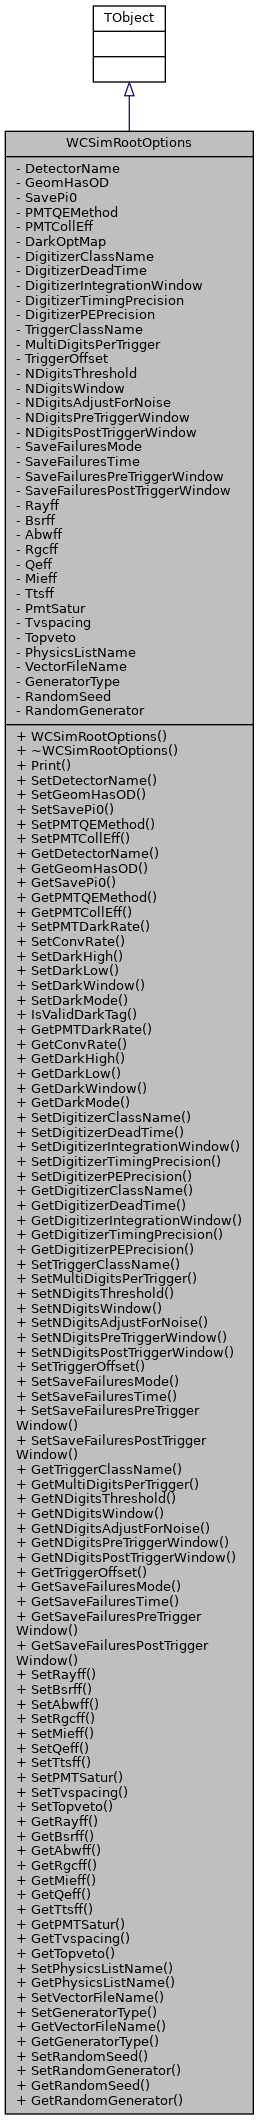 TObject
WCSimRootOptions
- DetectorName
- GeomHasOD
- SavePi0
- PMTQEMethod
- PMTCollEff
- DarkOptMap
- DigitizerClassName
- DigitizerDeadTime
- DigitizerIntegrationWindow
- DigitizerTimingPrecision
- DigitizerPEPrecision
- TriggerClassName
- MultiDigitsPerTrigger
- TriggerOffset
- NDigitsThreshold
- NDigitsWindow
- NDigitsAdjustForNoise
- NDigitsPreTriggerWindow
- NDigitsPostTriggerWindow
- SaveFailuresMode
- SaveFailuresTime
- SaveFailuresPreTriggerWindow
- SaveFailuresPostTriggerWindow
- Rayff
- Bsrff
- Abwff
- Rgcff
- Qeff
- Mieff
- Ttsff
- PmtSatur
- Tvspacing
- Topveto
- PhysicsListName
- VectorFileName
- GeneratorType
- RandomSeed
- RandomGenerator
+ WCSimRootOptions()
+ ~WCSimRootOptions()
+ Print()
+ SetDetectorName()
+ SetGeomHasOD()
+ SetSavePi0()
+ SetPMTQEMethod()
+ SetPMTCollEff()
+ GetDetectorName()
+ GetGeomHasOD()
+ GetSavePi0()
+ GetPMTQEMethod()
+ GetPMTCollEff()
+ SetPMTDarkRate()
+ SetConvRate()
+ SetDarkHigh()
+ SetDarkLow()
+ SetDarkWindow()
+ SetDarkMode()
+ IsValidDarkTag()
+ GetPMTDarkRate()
+ GetConvRate()
+ GetDarkHigh()
+ GetDarkLow()
+ GetDarkWindow()
+ GetDarkMode()
+ SetDigitizerClassName()
+ SetDigitizerDeadTime()
+ SetDigitizerIntegrationWindow()
+ SetDigitizerTimingPrecision()
+ SetDigitizerPEPrecision()
+ GetDigitizerClassName()
+ GetDigitizerDeadTime()
+ GetDigitizerIntegrationWindow()
+ GetDigitizerTimingPrecision()
+ GetDigitizerPEPrecision()
+ SetTriggerClassName()
+ SetMultiDigitsPerTrigger()
+ SetNDigitsThreshold()
+ SetNDigitsWindow()
+ SetNDigitsAdjustForNoise()
+ SetNDigitsPreTriggerWindow()
+ SetNDigitsPostTriggerWindow()
+ SetTriggerOffset()
+ SetSaveFailuresMode()
+ SetSaveFailuresTime()
+ SetSaveFailuresPreTrigger
Window()
+ SetSaveFailuresPostTrigger
Window()
+ GetTriggerClassName()
+ GetMultiDigitsPerTrigger()
+ GetNDigitsThreshold()
+ GetNDigitsWindow()
+ GetNDigitsAdjustForNoise()
+ GetNDigitsPreTriggerWindow()
+ GetNDigitsPostTriggerWindow()
+ GetTriggerOffset()
+ GetSaveFailuresMode()
+ GetSaveFailuresTime()
+ GetSaveFailuresPreTrigger
Window()
+ GetSaveFailuresPostTrigger
Window()
+ SetRayff()
+ SetBsrff()
+ SetAbwff()
+ SetRgcff()
+ SetMieff()
+ SetQeff()
+ SetTtsff()
+ SetPMTSatur()
+ SetTvspacing()
+ SetTopveto()
+ GetRayff()
+ GetBsrff()
+ GetAbwff()
+ GetRgcff()
+ GetMieff()
+ GetQeff()
+ GetTtsff()
+ GetPMTSatur()
+ GetTvspacing()
+ GetTopveto()
+ SetPhysicsListName()
+ GetPhysicsListName()
+ SetVectorFileName()
+ SetGeneratorType()
+ GetVectorFileName()
+ GetGeneratorType()
+ SetRandomSeed()
+ SetRandomGenerator()
+ GetRandomSeed()
+ GetRandomGenerator()